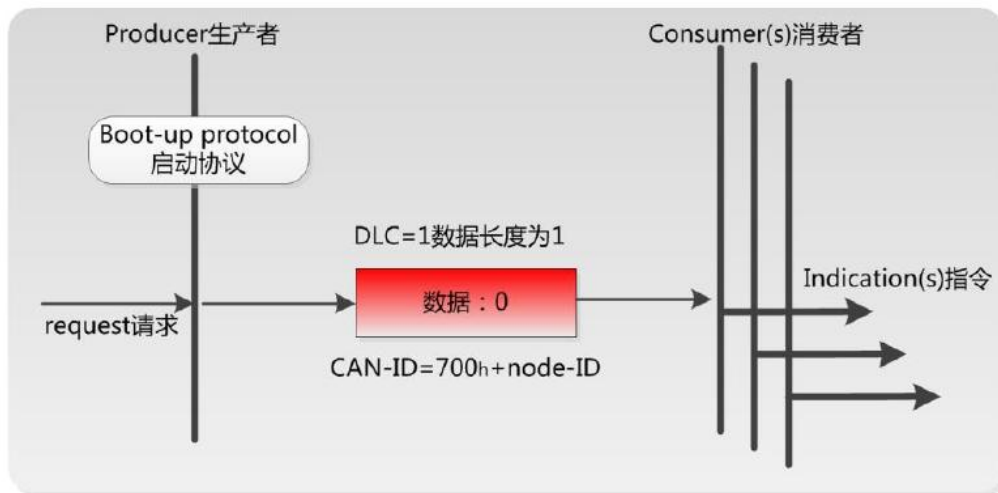 Producer生产者
Consumer(s)消费者
Boot-up protocol
启动协议
DLC=1数据长度为1
数据：0
Indication(s)指令
request请求
CAN-ID=700h+node-ID